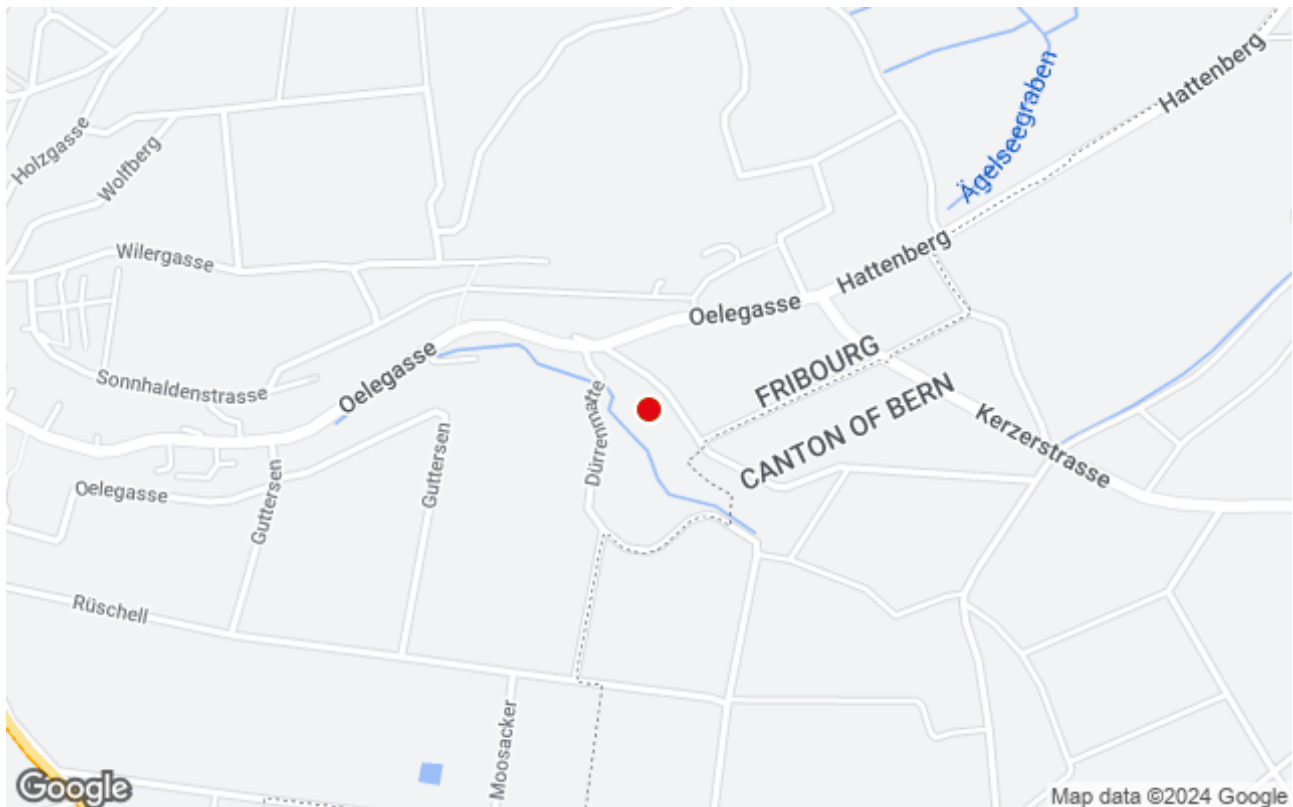 Holzgasse
Wolfberg
Wilergasse
Sonnhaldenstrasse
Oelegasse
Oelegasse
Guttersen
Guttersen
Rüschell
Moosacker
Dürrenmatte
Oelegasse
Hattenberg
Hattenberg
Ägelseegraben
FRIBOURG
CANTON OF BERN
Kerzerstrasse
Google
Map data ©2024 Google